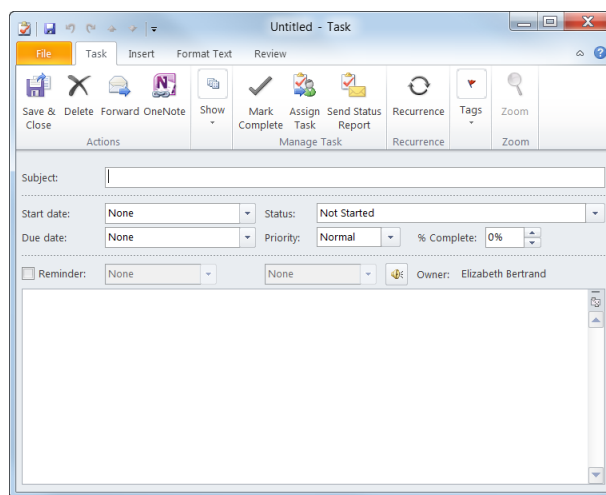 Untitled - Task
File Task Insert Format Text Review
Save & Close Delete Forward OneNote Show Mark Complete Assign Task Send Status Report Recurrence Tags Zoom
Actions Manage Task Recurrence Zoom
Subject:
Start date: None Status: Not Started
Due date: None Priority: Normal % Complete: 0%
Reminder: None None Owner: Elizabeth Bertrand